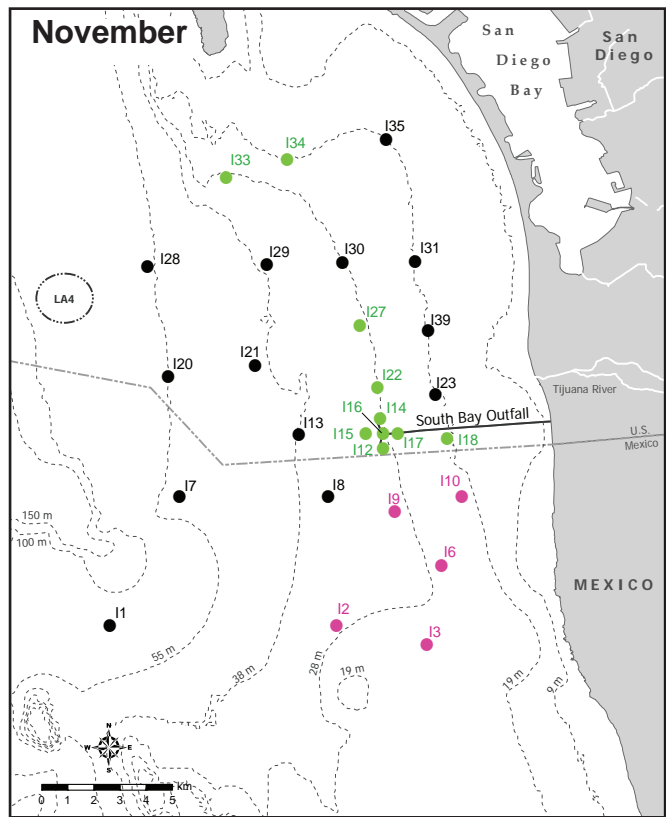 November
San
Diego
Bay
San
Diego
I35
I34
I33
I28
I29
I30
I31
LA4
I27
I39
I21
I20
I22
I23
Tijuana River
I16
I14
South Bay Outfall
I13
I15
I17
I18
U.S.
Mexico
I12
I7
I8
I10
I9
150 m
100 m
I6
MEXICO
I1
I2
I3
55 m
38 m
28 m
19 m
19 m
9 m
N
W
E
S
km
0 1 2 3 4 5